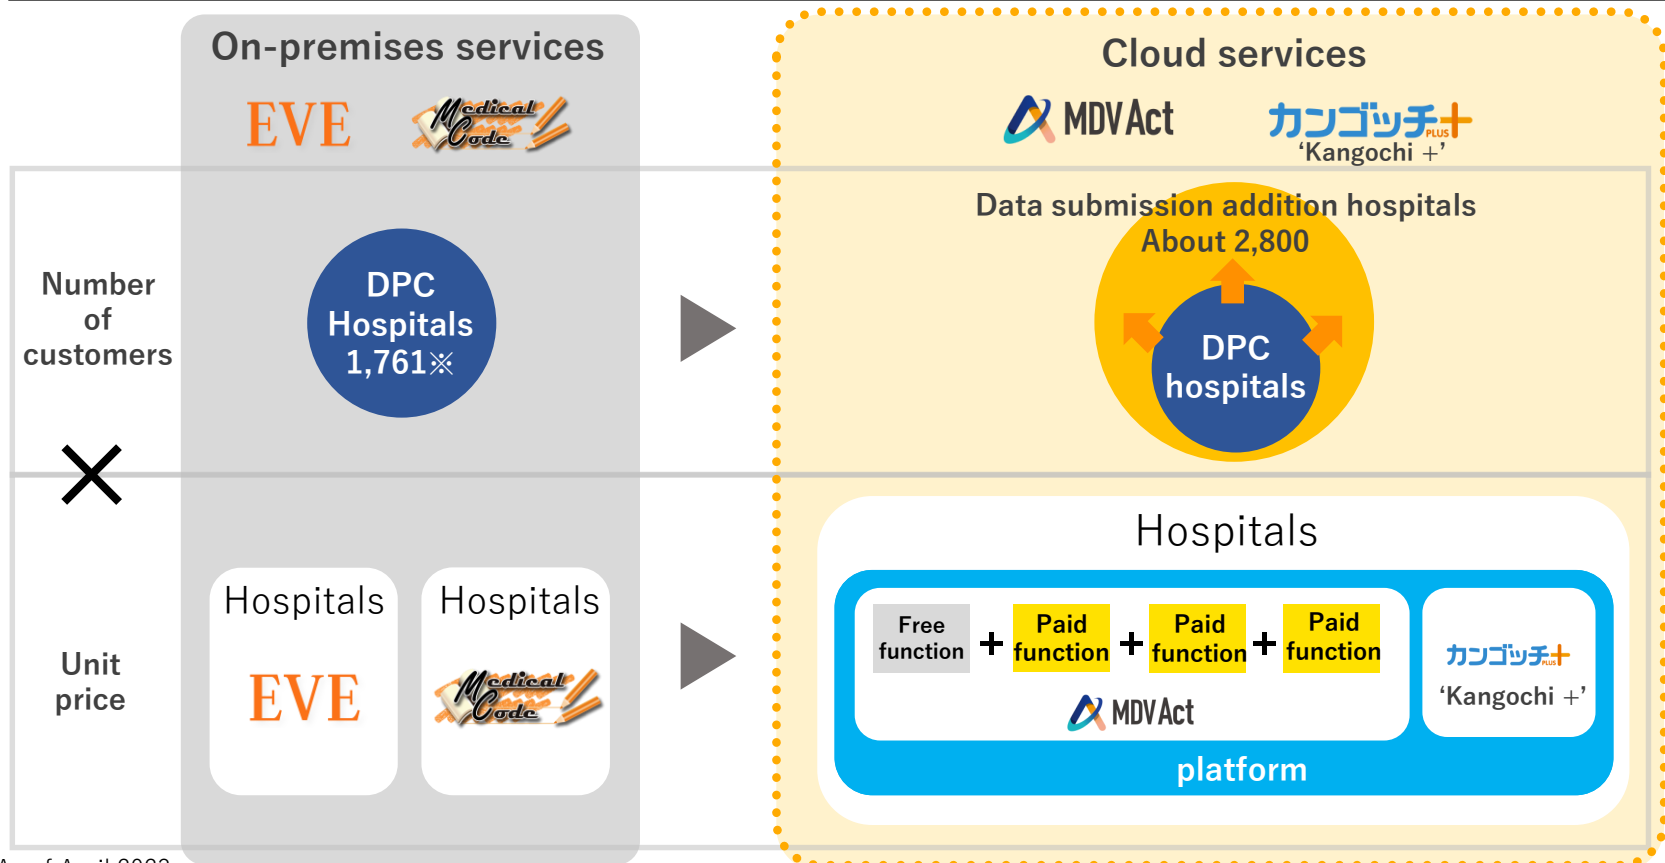 On-premises services
EVE
Medical
Code
Cloud services
MDV Act
カンゴッチ+
PLUS
‘Kangochi +’
Number
of
customers
DPC
Hospitals
1,761※
Data submission addition hospitals
About 2,800
DPC
hospitals
×
Unit
price
Hospitals
EVE
Hospitals
Medical
Code
Hospitals
Free
function
+
Paid
function
+
Paid
function
+
Paid
function
MDV Act
カンゴッチ+
PLUS
‘Kangochi +’
platform